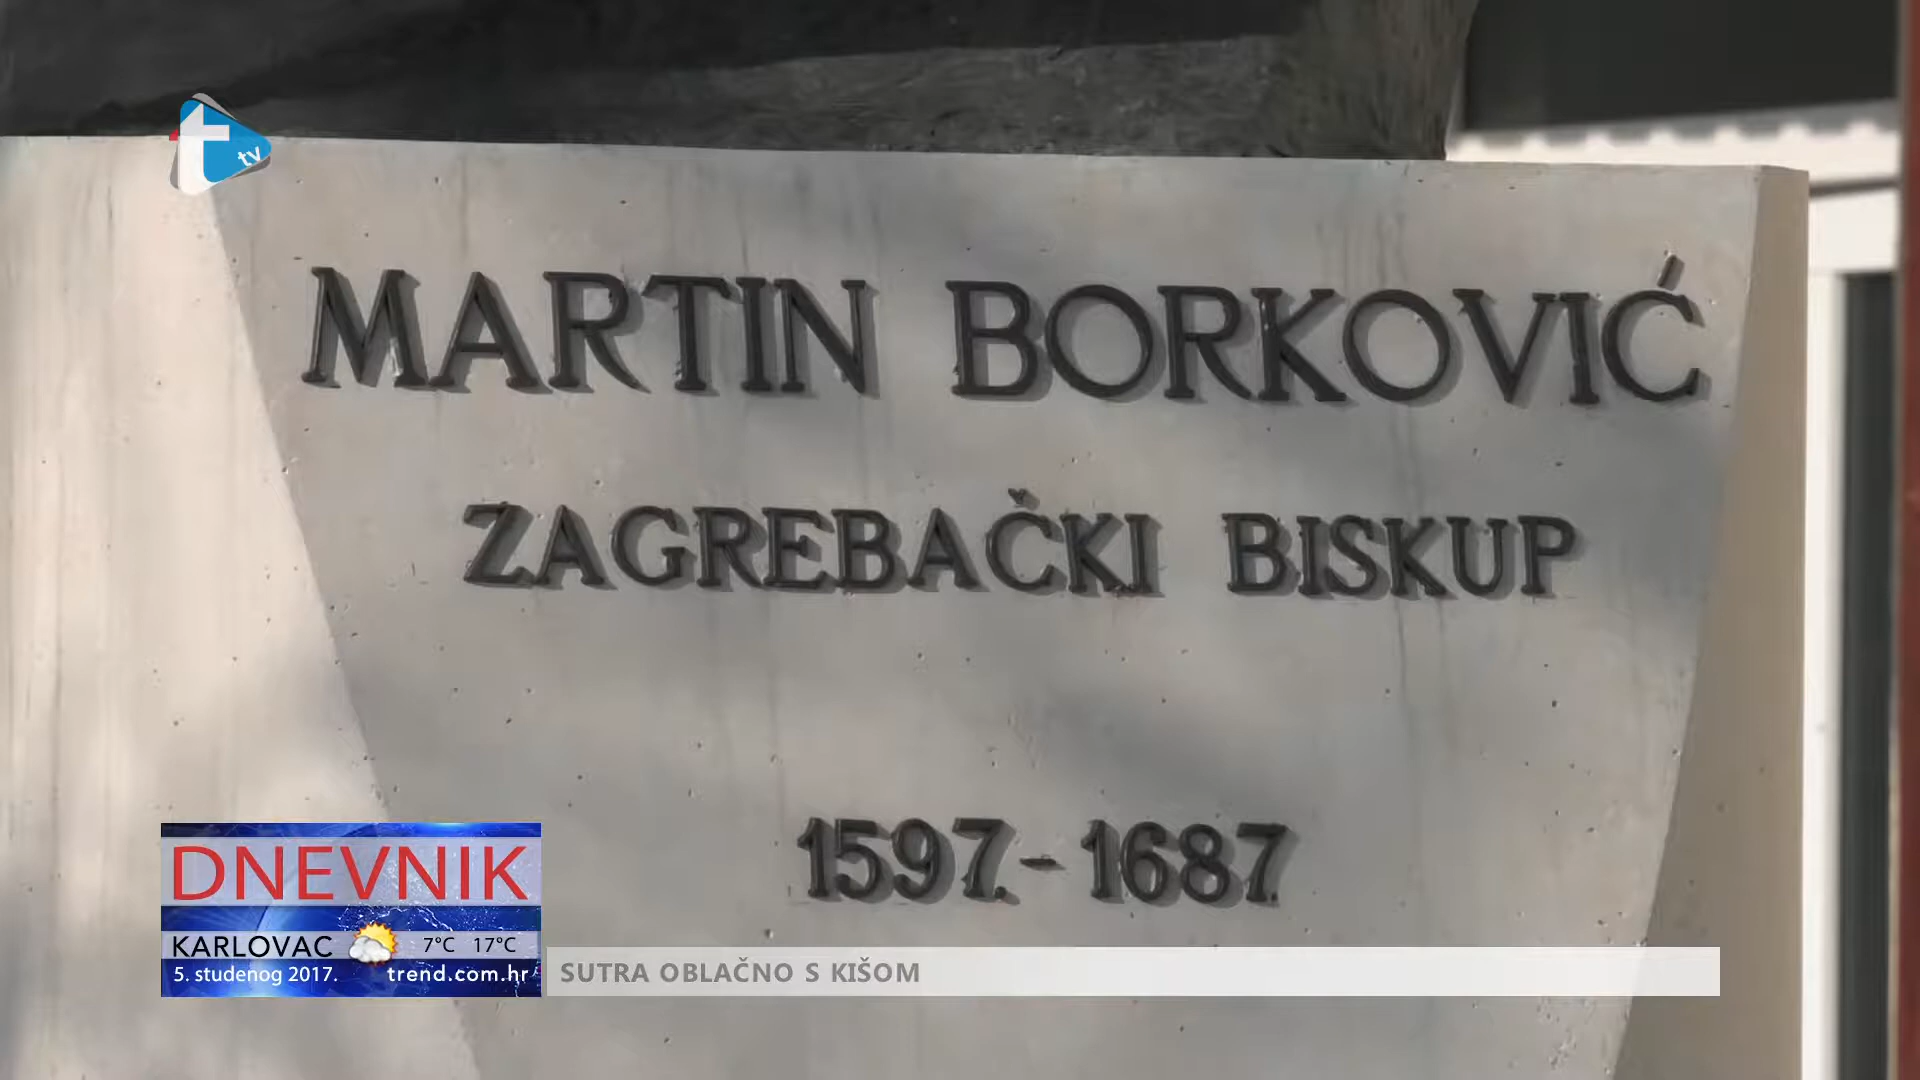 tv
MARTIN BORKOVIĆ
ZAGREBAČKI BISKUP
1597-1687
DNEVNIK
KARLOVAC 7°C 17°C
5. studenog 2017. trend.com.hr
SUTRA OBLAČNO S KIŠOM